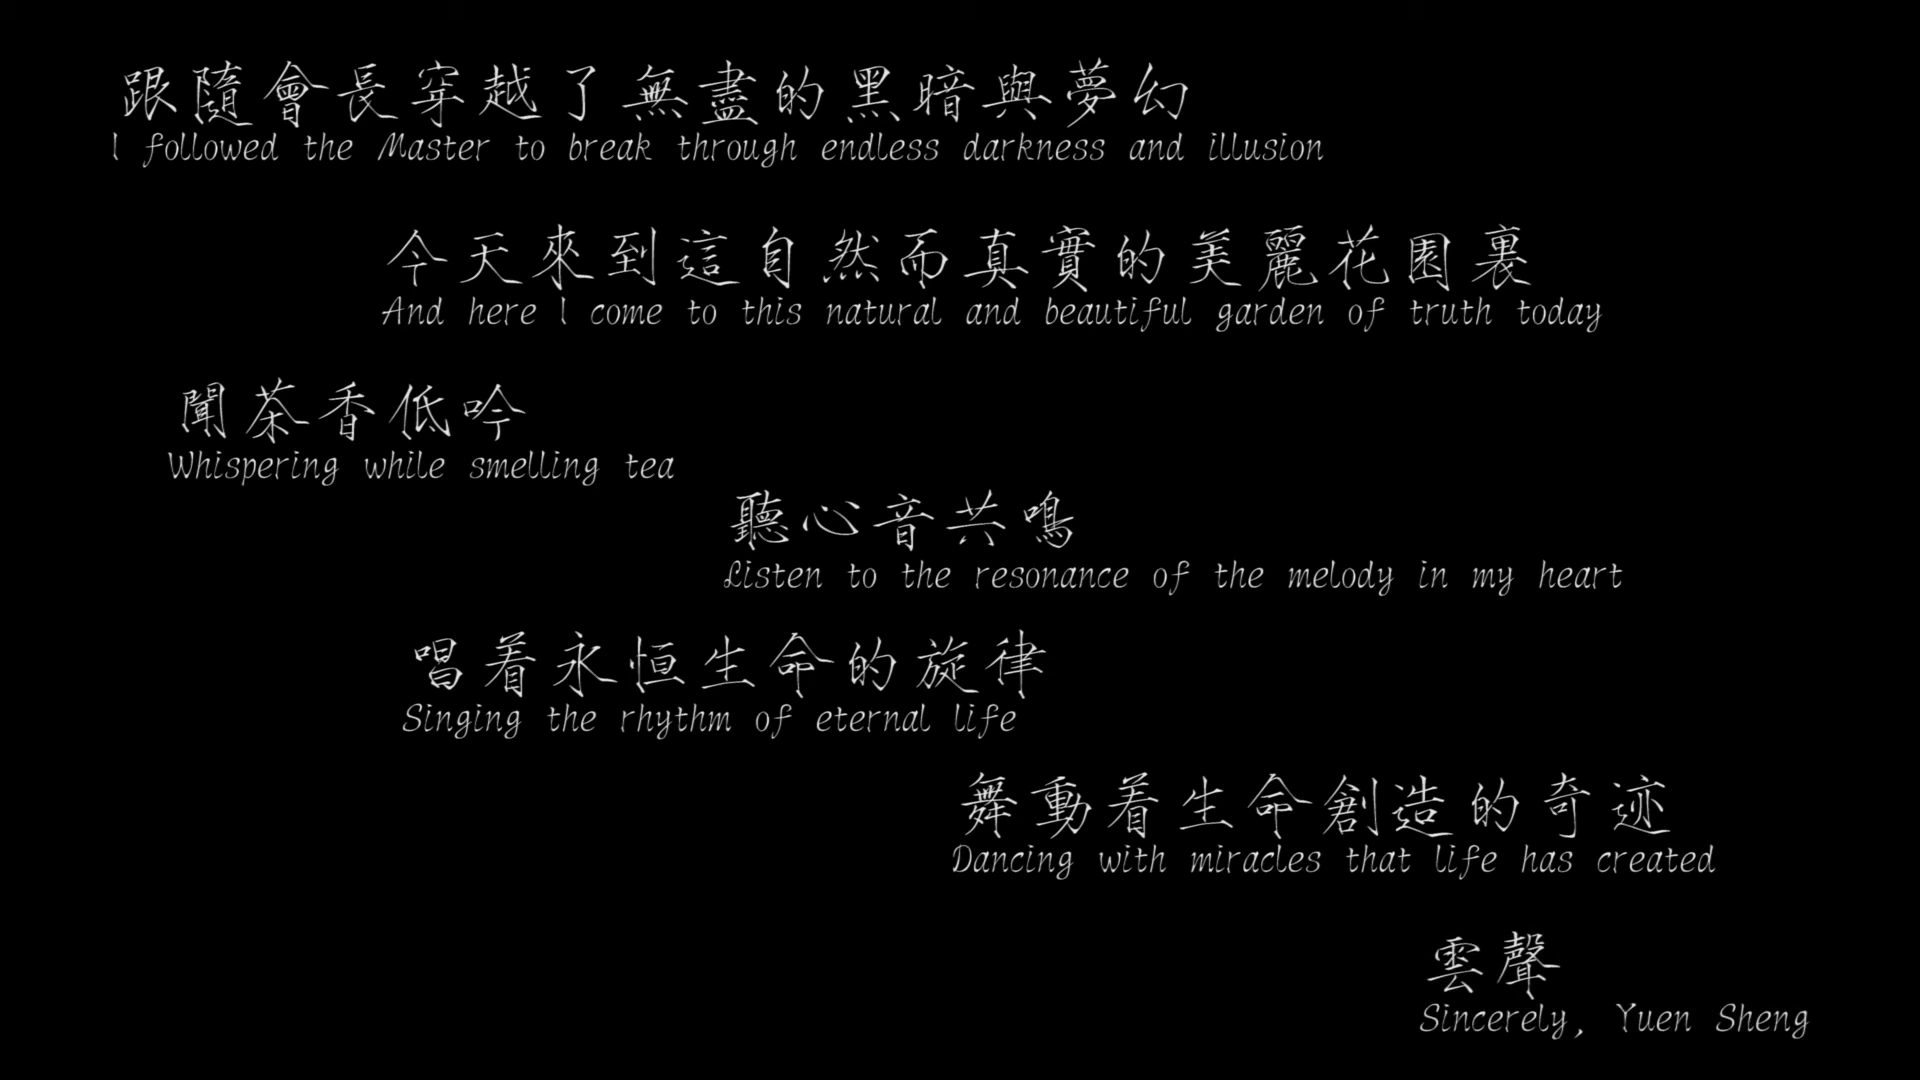 跟隨會長穿越了無盡的黑暗與夢幻
I followed the Master to break through endless darkness and illusion
今天來到這自然而真實的美麗花園裏
And here I come to this natural and beautiful garden of truth today
聞茶香低吟
Whispering while smelling tea
聽心音共鳴
Listen to the resonance of the melody in my heart
唱着永恒生命的旋律
Singing the rhythm of eternal life
舞動着生命創造的奇迹
Dancing with miracles that life has created
雲聲
Sincerely, Yuen Sheng